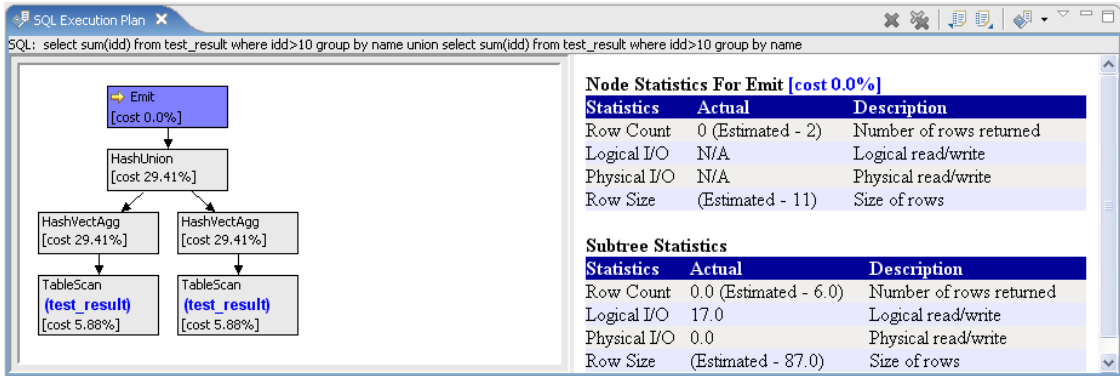 SQL Execution Plan
SQL: select sum(idd) from test_result where idd>10 group by name union select sum(idd) from test_result where idd>10 group by name
Emit
[cost 0.0%]
HashUnion
[cost 29.41%]
HashVectAgg
[cost 29.41%]
HashVectAgg
[cost 29.41%]
TableScan
(test_result)
[cost 5.88%]
TableScan
(test_result)
[cost 5.88%]
Node Statistics For Emit [cost 0.0%]
Statistics Actual Description
Row Count 0 (Estimated - 2) Number of rows returned
Logical I/O N/A Logical read/write
Physical I/O N/A Physical read/write
Row Size (Estimated - 11) Size of rows
Subtree Statistics
Statistics Actual Description
Row Count 0.0 (Estimated - 6.0) Number of rows returned
Logical I/O 17.0 Logical read/write
Physical I/O 0.0 Physical read/write
Row Size (Estimated - 87.0) Size of rows